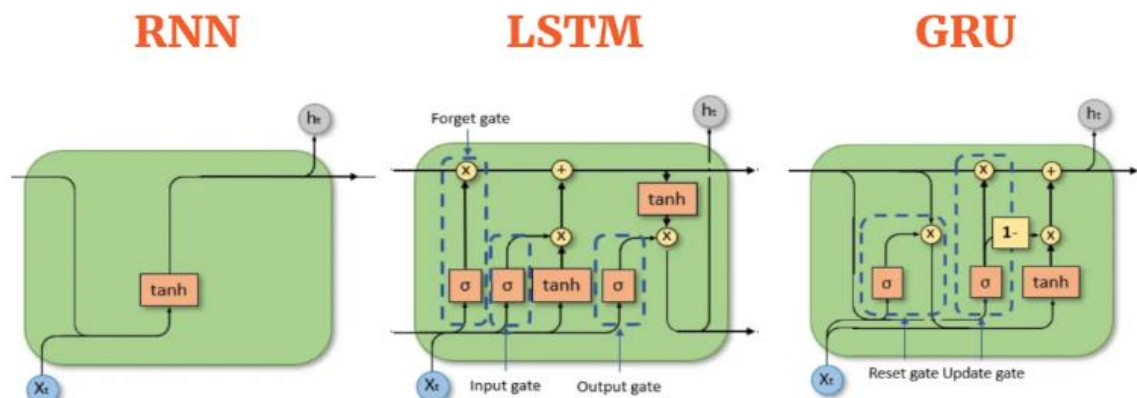 RNN
LSTM
GRU
hₜ
tanh
Xₜ
Forget gate
hₜ
x
+
tanh
x
x
σ
σ
tanh
σ
Xₜ
Input gate
Output gate
hₜ
x
+
x
1-
x
σ
σ
tanh
Xₜ
Reset gate Update gate